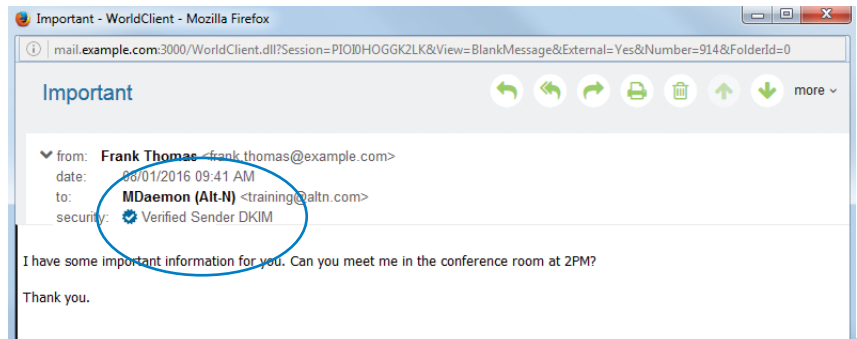 Important - WorldClient - Mozilla Firefox
mail.example.com:3000/WorldClient.dll?Session=PIOI0HOGGK2LK&View=BlankMessage&External=Yes&Number=914&FolderId=0
Important
more
from: Frank Thomas <frank.thomas@example.com>
date: 08/01/2016 09:41 AM
to: MDaemon (Alt-N) <training@altn.com>
security: Verified Sender DKIM
I have some important information for you. Can you meet me in the conference room at 2PM?
Thank you.